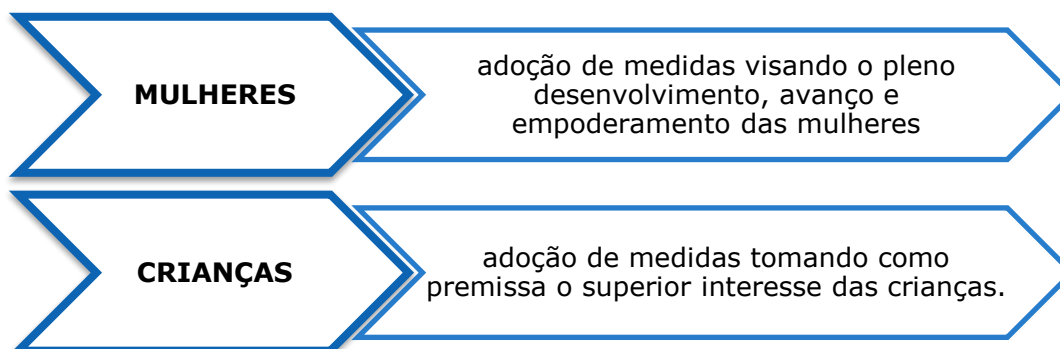 MULHERES
adoção de medidas visando o pleno
desenvolvimento, avanço e
empoderamento das mulheres
CRIANÇAS
adoção de medidas tomando como
premissa o superior interesse das crianças.